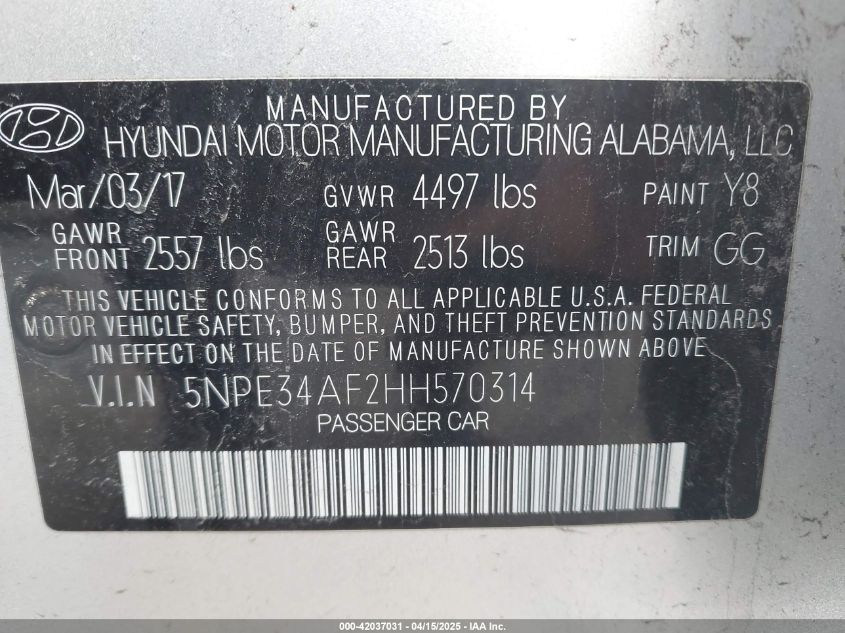 MANUFACTURED BY
HYUNDAI MOTOR MANUFACTURING ALABAMA, LLC
Mar/03/17 GVWR 4497 lbs PAINT Y8
GAWR FRONT 2557 lbs GAWR REAR 2513 lbs TRIM GG
THIS VEHICLE CONFORMS TO ALL APPLICABLE U.S.A. FEDERAL
MOTOR VEHICLE SAFETY, BUMPER, AND THEFT PREVENTION STANDARDS
IN EFFECT ON THE DATE OF MANUFACTURE SHOWN ABOVE
V.I.N 5NPE34AF2HH570314
PASSENGER CAR
000-42037031 - 04/15/2025 - IAA Inc.